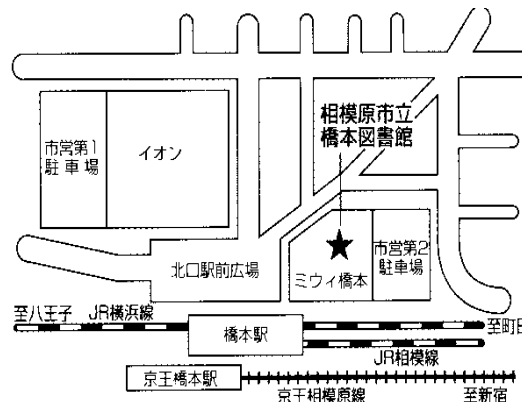 相模原市立
橋本図書館
市営第1
駐車場
イオン
市営第2
駐車場
北口駅前広場
ミウィ橋本
至八王子
JR横浜線
橋本駅
至町田
JR相模線
京王橋本駅
京王相模原線
至新宿